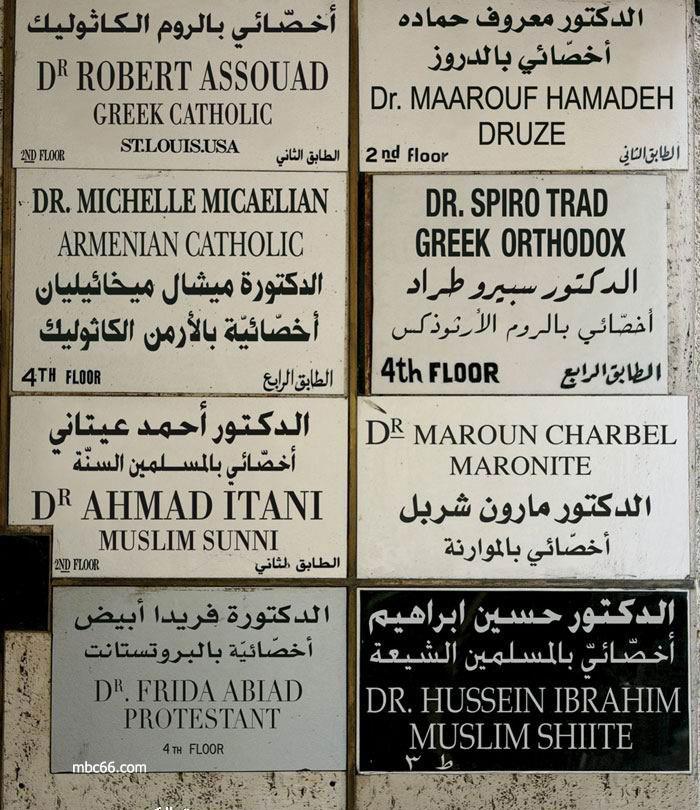 أخصّائي بالروم الكاثوليك
DR ROBERT ASSOUAD
GREEK CATHOLIC
ST.LOUIS.USA
2ND FLOOR
الطابق الثاني
الدكتور معروف حماده
أخصّائي بالدروز
Dr. MAAROUF HAMADEH
DRUZE
2nd Floor
الطابق الثاني
DR. MICHELLE MICAELIAN
ARMENIAN CATHOLIC
الدكتورة ميشال ميخائيليان
أخصّائيّة بالأرمن الكاثوليك
4TH FLOOR
الطابق الرابع
DR. SPIRO TRAD
GREEK ORTHODOX
الدكتور سبيرو طراد
أخصّائي بالروم الأرثوذكس
4th FLOOR
الطابق الرابع
الدكتور أحمد عيتاني
أخصّائي بالمسلمين السنّة
DR AHMAD ITANI
MUSLIM SUNNI
2ND FLOOR
الطابق الثاني
DR MAROUN CHARBEL
MARONITE
الدكتور مارون شربل
أخصّائي بالموارنة
الدكتورة فريدا أبيض
أخصّائيّة بالبروتستانت
DR. FRIDA ABIAD
PROTESTANT
4TH FLOOR
mbc66.com
الدكتور حسين ابراهيم
أخصّائيّ بالمسلمين الشيعة
DR. HUSSEIN IBRAHIM
MUSLIM SHIITE
ط ٣